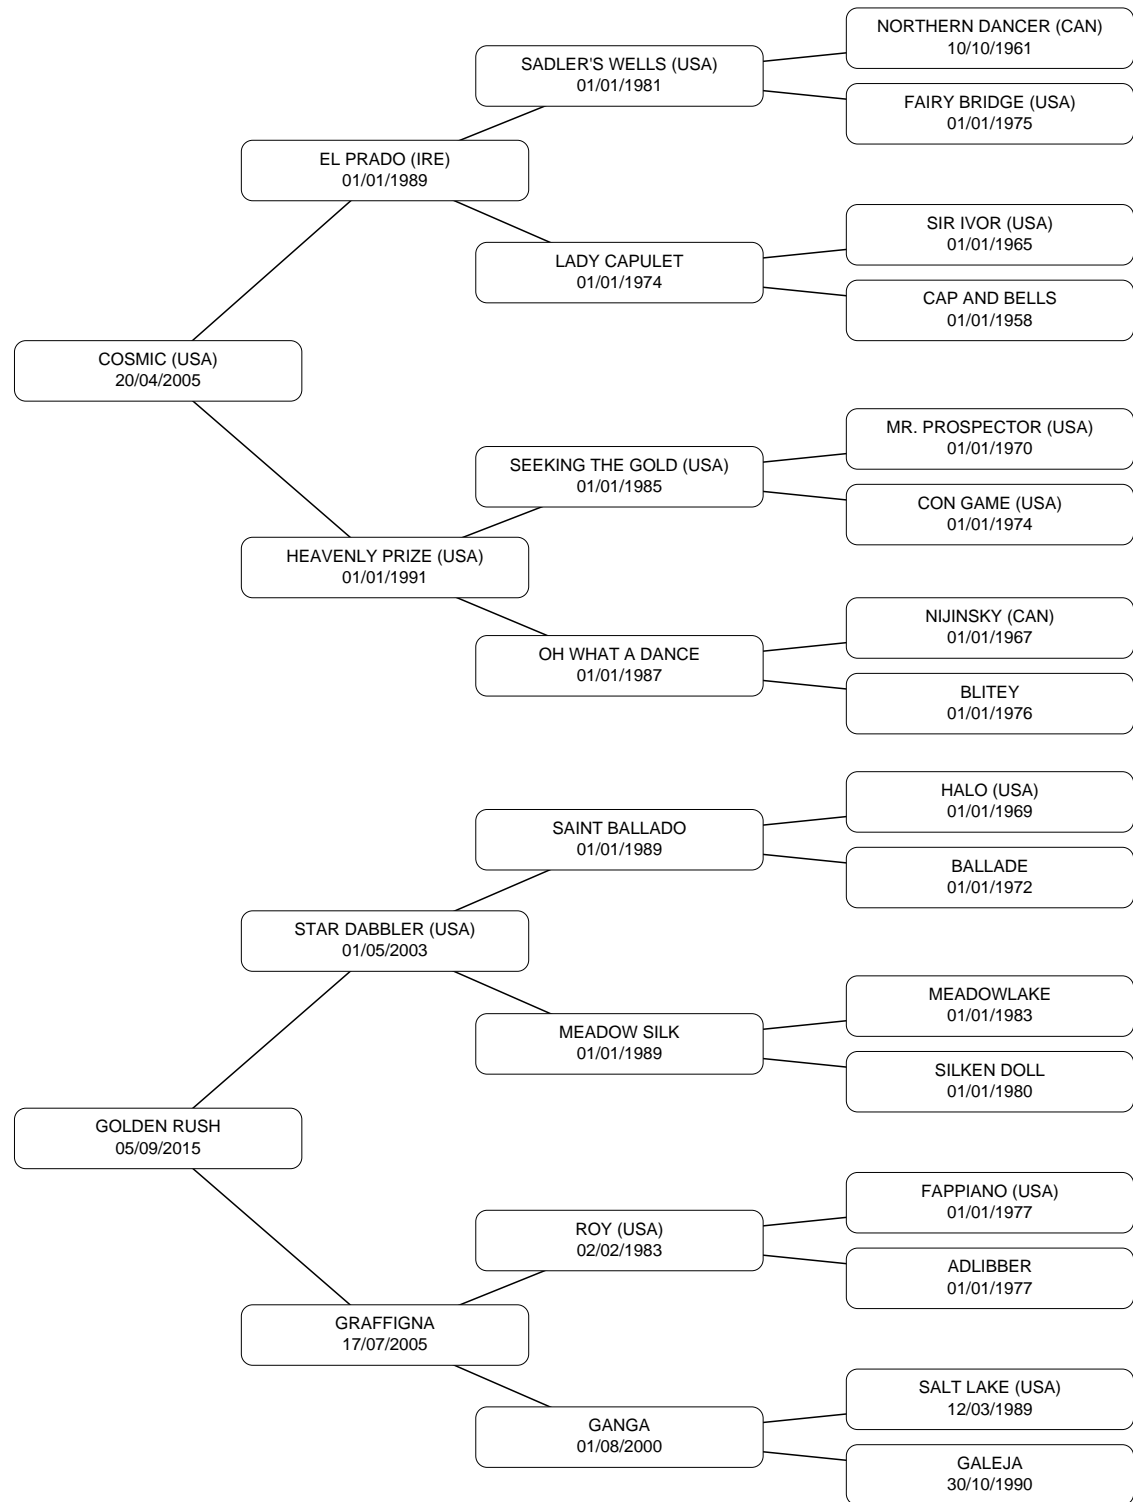 NORTHERN DANCER (CAN)
10/10/1961
SADLER'S WELLS (USA)
01/01/1981
FAIRY BRIDGE (USA)
01/01/1975
EL PRADO (IRE)
01/01/1989
SIR IVOR (USA)
01/01/1965
LADY CAPULET
01/01/1974
CAP AND BELLS
01/01/1958
COSMIC (USA)
20/04/2005
MR. PROSPECTOR (USA)
01/01/1970
SEEKING THE GOLD (USA)
01/01/1985
CON GAME (USA)
01/01/1974
HEAVENLY PRIZE (USA)
01/01/1991
NIJINSKY (CAN)
01/01/1967
OH WHAT A DANCE
01/01/1987
BLITEY
01/01/1976
HALO (USA)
01/01/1969
SAINT BALLADO
01/01/1989
BALLADE
01/01/1972
STAR DABBLER (USA)
01/05/2003
MEADOWLAKE
01/01/1983
MEADOW SILK
01/01/1989
SILKEN DOLL
01/01/1980
GOLDEN RUSH
05/09/2015
FAPPIANO (USA)
01/01/1977
ROY (USA)
02/02/1983
ADLIBBER
01/01/1977
GRAFFIGNA
17/07/2005
SALT LAKE (USA)
12/03/1989
GANGA
01/08/2000
GALEJA
30/10/1990